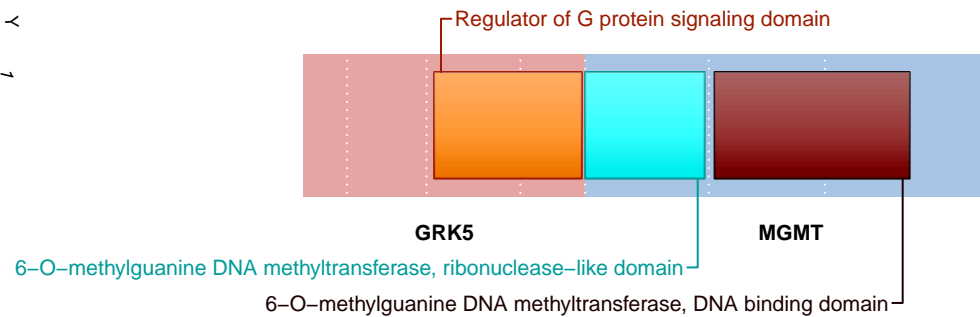 Y
1
Regulator of G protein signaling domain
GRK5
MGMT
6−O−methylguanine DNA methyltransferase, ribonuclease−like domain
6−O−methylguanine DNA methyltransferase, DNA binding domain